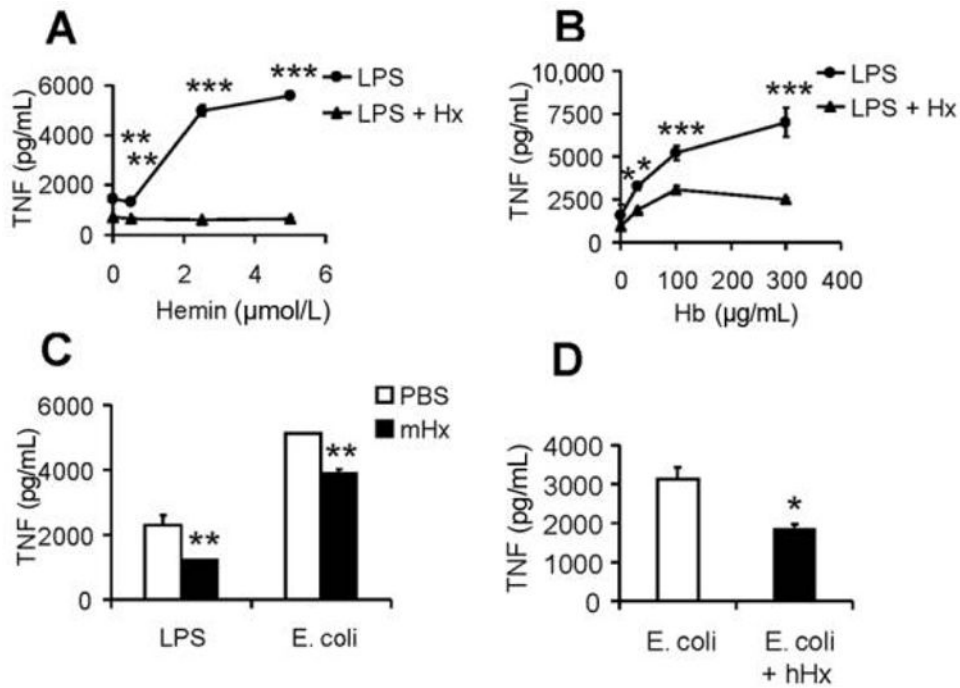 A
TNF (pg/mL)
6000
4000
2000
0
***
***
**
**
LPS
LPS + Hx
0 2 4 6
Hemin (µmol/L)
B
TNF (pg/mL)
10,000
7500
5000
2500
0
***
***
*
*
LPS
LPS + Hx
0 100 200 300 400
Hb (µg/mL)
C
TNF (pg/mL)
6000
4000
2000
0
PBS
mHx
**
**
LPS E. coli
D
TNF (pg/mL)
4000
3000
2000
1000
0
*
E. coli E. coli
+ hHx